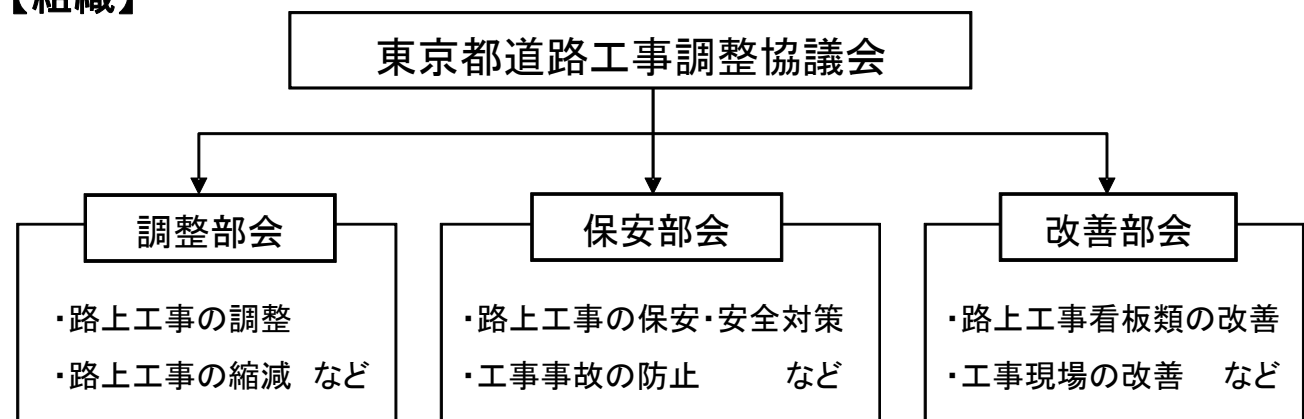 【組織】
東京都道路工事調整協議会
調整部会
・路上工事の調整
・路上工事の縮減 など
保安部会
・路上工事の保安・安全対策
・工事事故の防止 など
改善部会
・路上工事看板類の改善
・工事現場の改善 など